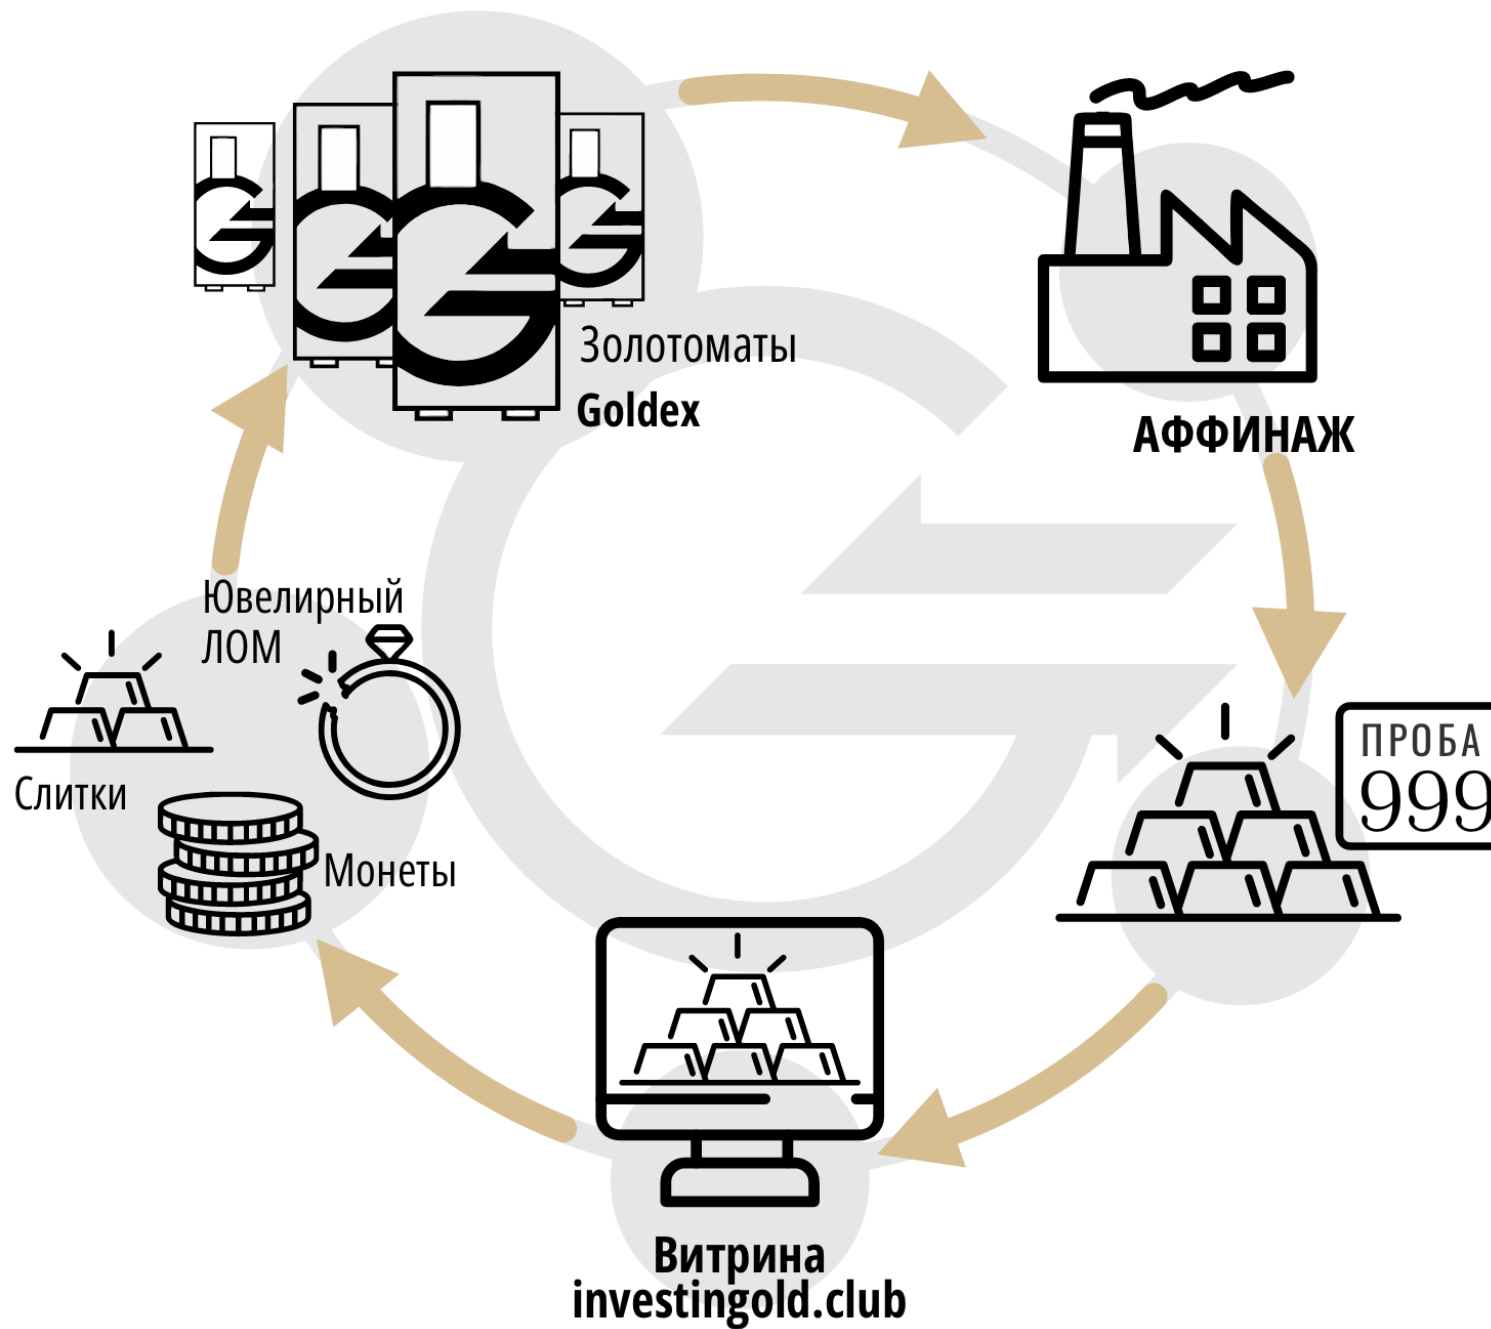 Золотоматы
Goldex
АФФИНАЖ
Ювелирный
ЛОМ
Слитки
Монеты
ПРОБА
999
Витрина
investingold.club